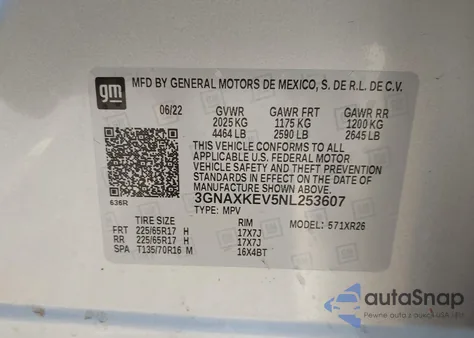 gm
MFD BY GENERAL MOTORS DE MEXICO, S. DE R.L. DE C.V.
06/22 GVWR GAWR FRT GAWR RR
2025 KG 1175 KG 1200 KG
4464 LB 2590 LB 2645 LB
THIS VEHICLE CONFORMS TO ALL
APPLICABLE U.S. FEDERAL MOTOR
VEHICLE SAFETY AND THEFT PREVENTION
STANDARDS IN EFFECT ON THE DATE OF
MANUFACTURE SHOWN ABOVE.
636R
3GNAXKEV5NL253607
TYPE: MPV MODEL: 571XR26
TIRE SIZE RIM
FRT 225/65R17 H 17X7J
RR 225/65R17 H 17X7J
SPA T135/70R16 M 16X4BT
autoSnap
Pewne auto z USA i